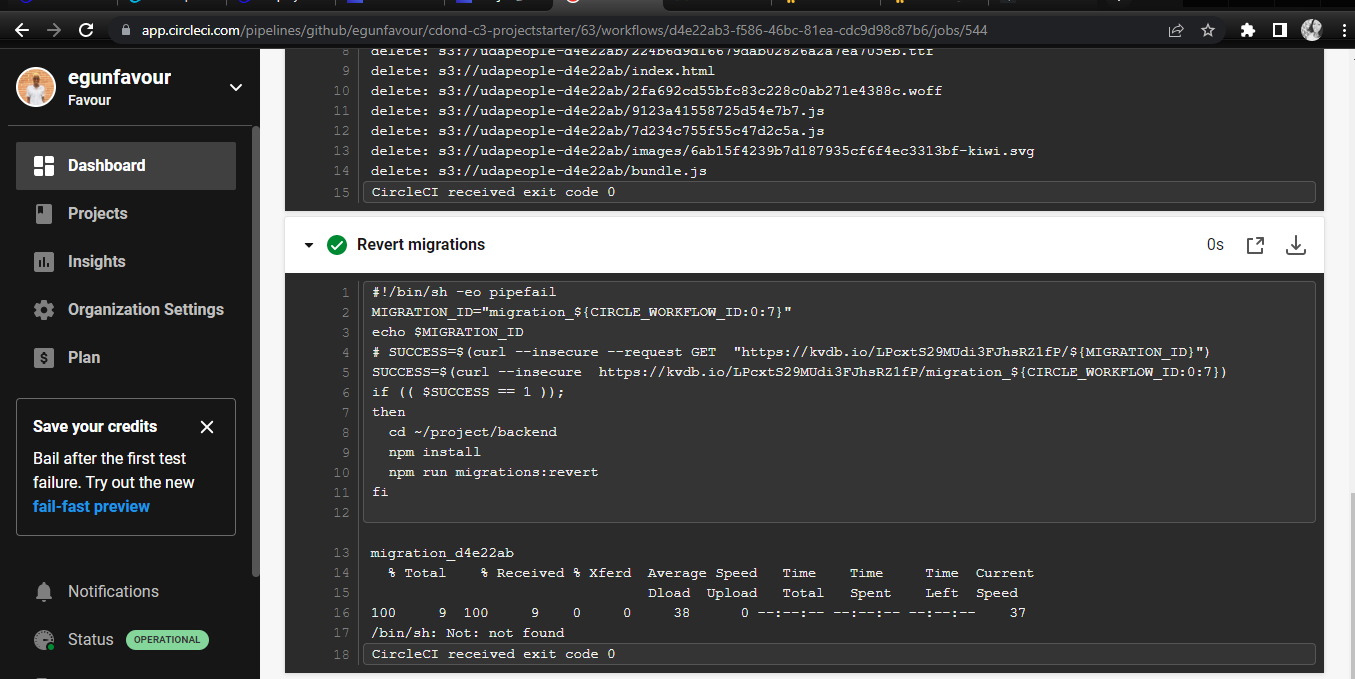 app.circleci.com/pipelines/github/egunfavour/cdond-c3-projectstarter/63/workflows/d4e22ab3-f586-46bc-81ea-cdc9d98c87b6/jobs/544
egunfavour
Favour
Dashboard
Projects
Insights
Organization Settings
Plan
Save your credits
Bail after the first test
failure. Try out the new
fail-fast preview
Notifications
Status OPERATIONAL
8 delete: s3://udapeople-d4e22ab/224b6d9d16679dab02826a2a7ea705eb.ttf
9 delete: s3://udapeople-d4e22ab/index.html
10 delete: s3://udapeople-d4e22ab/2fa692cd55bfc83c228c0ab271e4388c.woff
11 delete: s3://udapeople-d4e22ab/9123a41558725d54e7b7.js
12 delete: s3://udapeople-d4e22ab/7d234c755f55c47d2c5a.js
13 delete: s3://udapeople-d4e22ab/images/6ab15f4239b7d187935cf6f4ec3313bf-kiwi.svg
14 delete: s3://udapeople-d4e22ab/bundle.js
15 CircleCI received exit code 0
Revert migrations 0s
1 #!/bin/sh -eo pipefail
2 MIGRATION_ID="migration_${CIRCLE_WORKFLOW_ID:0:7}"
3 echo $MIGRATION_ID
4 # SUCCESS=$(curl --insecure --request GET "https://kvdb.io/LPcxtS29MUdi3FJhsRZ1fP/${MIGRATION_ID}")
5 SUCCESS=$(curl --insecure https://kvdb.io/LPcxtS29MUdi3FJhsRZ1fP/migration_${CIRCLE_WORKFLOW_ID:0:7})
6 if (( $SUCCESS == 1 ));
7 then
8 cd ~/project/backend
9 npm install
10 npm run migrations:revert
11 fi
12
13 migration_d4e22ab
14 % Total % Received % Xferd Average Speed Time Time Time Current
15 Dload Upload Total Spent Left Speed
16 100 9 100 9 0 0 38 0 --:--:-- --:--:-- --:--:-- 37
17 /bin/sh: Not: not found
18 CircleCI received exit code 0